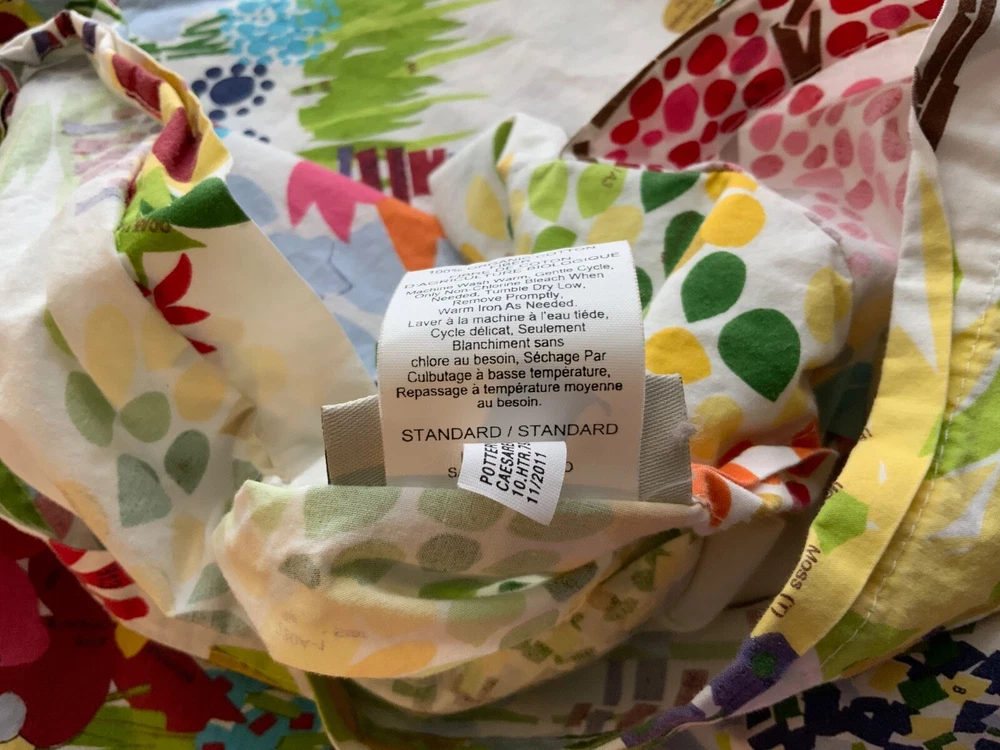 100% ORGANIC COTTON
D'AGRICULTURE BIOLOGIQUE
Machine Wash Warm, Gentle Cycle,
Only Non Chlorine Bleach When
Needed, Tumble Dry Low,
Remove Promptly,
Warm Iron As Needed.
Laver à la machine à l'eau tiède,
Cycle délicat, Seulement
Blanchiment sans
chlore au besoin, Séchage Par
Culbutage à basse température,
Repassage à température moyenne
au besoin.
STANDARD / STANDARD
POTTER
CAESARE
10.HTR.
11/2011
Moss (T)